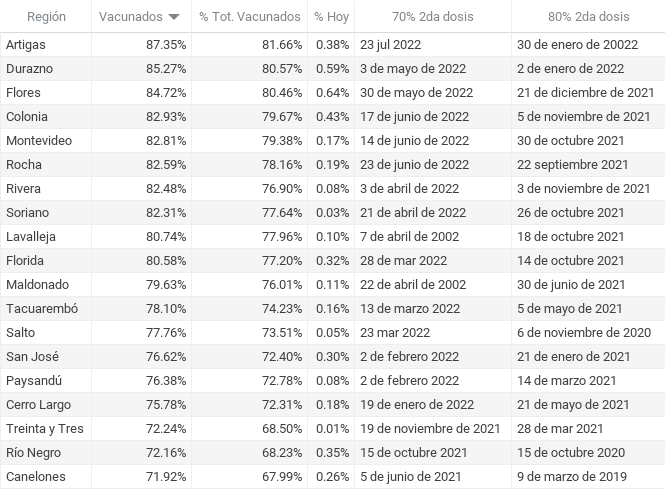 Región Vacunados % Tot. Vacunados % Hoy 70% 2da dosis 80% 2da dosis
Artigas 87.35% 81.66% 0.38% 23 jul 2022 30 de enero de 20022
Durazno 85.27% 80.57% 0.59% 3 de mayo de 2022 2 de enero de 2022
Flores 84.72% 80.46% 0.64% 30 de mayo de 2022 21 de diciembre de 2021
Colonia 82.93% 79.67% 0.43% 17 de junio de 2022 5 de noviembre de 2021
Montevideo 82.81% 79.38% 0.17% 14 de junio de 2022 30 de octubre 2021
Rocha 82.59% 78.16% 0.19% 23 de junio de 2022 22 septiembre 2021
Rivera 82.48% 76.90% 0.08% 3 de abril de 2022 3 de noviembre de 2021
Soriano 82.31% 77.64% 0.03% 21 de abril de 2022 26 de octubre 2021
Lavalleja 80.74% 77.96% 0.10% 7 de abril de 2002 18 de octubre 2021
Florida 80.58% 77.20% 0.32% 28 de mar 2022 14 de octubre 2021
Maldonado 79.63% 76.01% 0.11% 22 de abril de 2002 30 de junio de 2021
Tacuarembó 78.10% 74.23% 0.16% 13 de marzo 2022 5 de mayo de 2021
Salto 77.76% 73.51% 0.05% 23 mar 2022 6 de noviembre de 2020
San José 76.62% 72.40% 0.30% 2 de febrero 2022 21 de enero de 2021
Paysandú 76.38% 72.78% 0.08% 2 de febrero 2022 14 de marzo 2021
Cerro Largo 75.78% 72.31% 0.18% 19 de enero de 2022 21 de mayo de 2021
Treinta y Tres 72.24% 68.50% 0.01% 19 de noviembre de 2021 28 de mar 2021
Río Negro 72.16% 68.23% 0.35% 15 de octubre 2021 15 de octubre 2020
Canelones 71.92% 67.99% 0.26% 5 de junio de 2021 9 de marzo de 2019